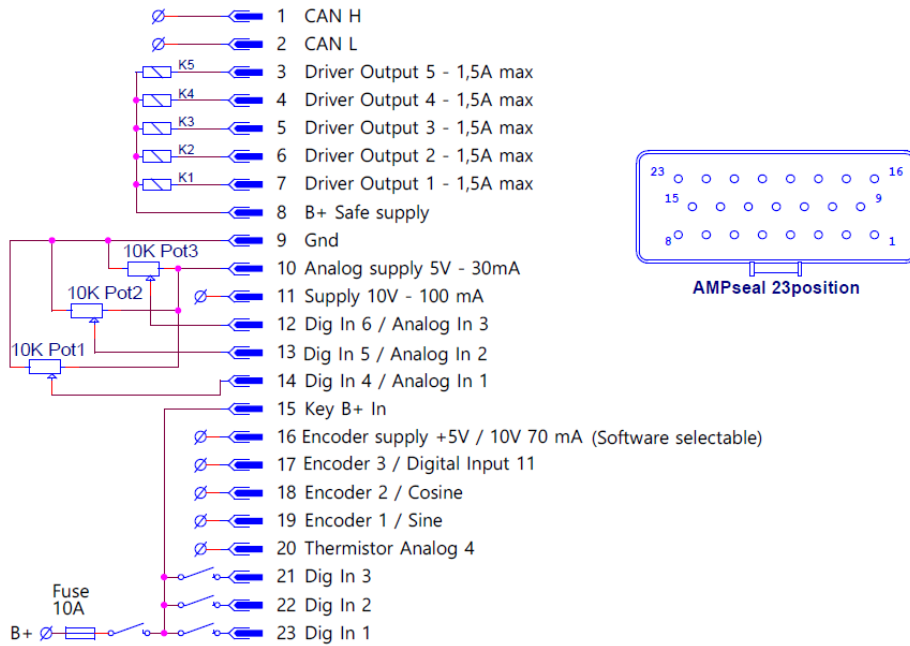 1 CAN H
2 CAN L
K5 3 Driver Output 5 - 1,5A max
K4 4 Driver Output 4 - 1,5A max
K3 5 Driver Output 3 - 1,5A max
K2 6 Driver Output 2 - 1,5A max
K1 7 Driver Output 1 - 1,5A max
8 B+ Safe supply
9 Gnd
10K Pot3
10 Analog supply 5V - 30mA
10K Pot2
11 Supply 10V - 100 mA
12 Dig In 6 / Analog In 3
10K Pot1
13 Dig In 5 / Analog In 2
14 Dig In 4 / Analog In 1
15 Key B+ In
16 Encoder supply +5V / 10V 70 mA (Software selectable)
17 Encoder 3 / Digital Input 11
18 Encoder 2 / Cosine
19 Encoder 1 / Sine
20 Thermistor Analog 4
21 Dig In 3
22 Dig In 2
23 Dig In 1
Fuse
10A
B+
23 16
15 9
8 1
AMPseal 23position